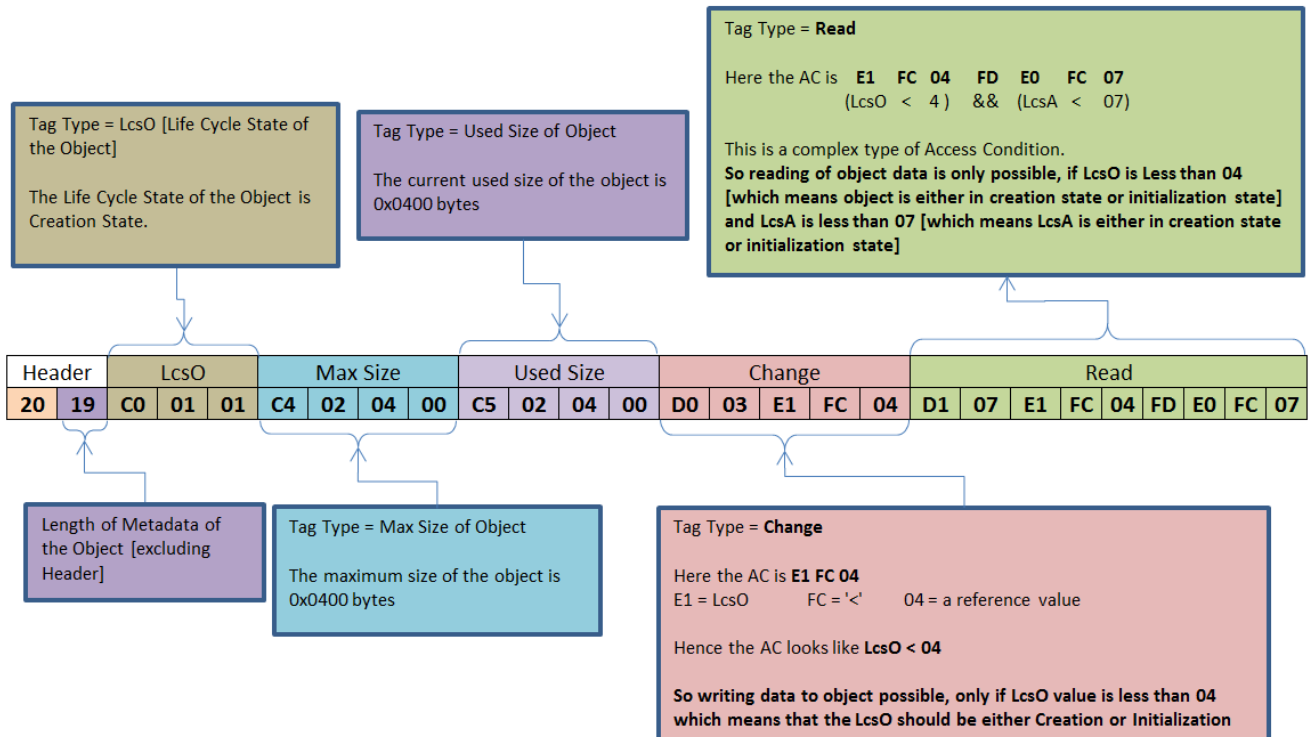 Tag Type = Read
Here the AC is E1 FC 04 FD E0 FC 07
(LcsO < 4 ) && (LcsA < 07)
This is a complex type of Access Condition.
So reading of object data is only possible, if LcsO is Less than 04
[which means object is either in creation state or initialization state]
and LcsA is less than 07 [which means LcsA is either in creation state
or initialization state]
Tag Type = LcsO [Life Cycle State of
the Object]
The Life Cycle State of the Object is
Creation State.
Tag Type = Used Size of Object
The current used size of the object is
0x0400 bytes
Header LcsO Max Size Used Size Change Read
20 19 C0 01 01 C4 02 04 00 C5 02 04 00 D0 03 E1 FC 04 D1 07 E1 FC 04 FD E0 FC 07
Length of Metadata of
the Object [excluding
Header]
Tag Type = Max Size of Object
The maximum size of the object is
0x0400 bytes
Tag Type = Change
Here the AC is E1 FC 04
E1 = LcsO FC = '<' 04 = a reference value
Hence the AC looks like LcsO < 04
So writing data to object possible, only if LcsO value is less than 04
which means that the LcsO should be either Creation or Initialization